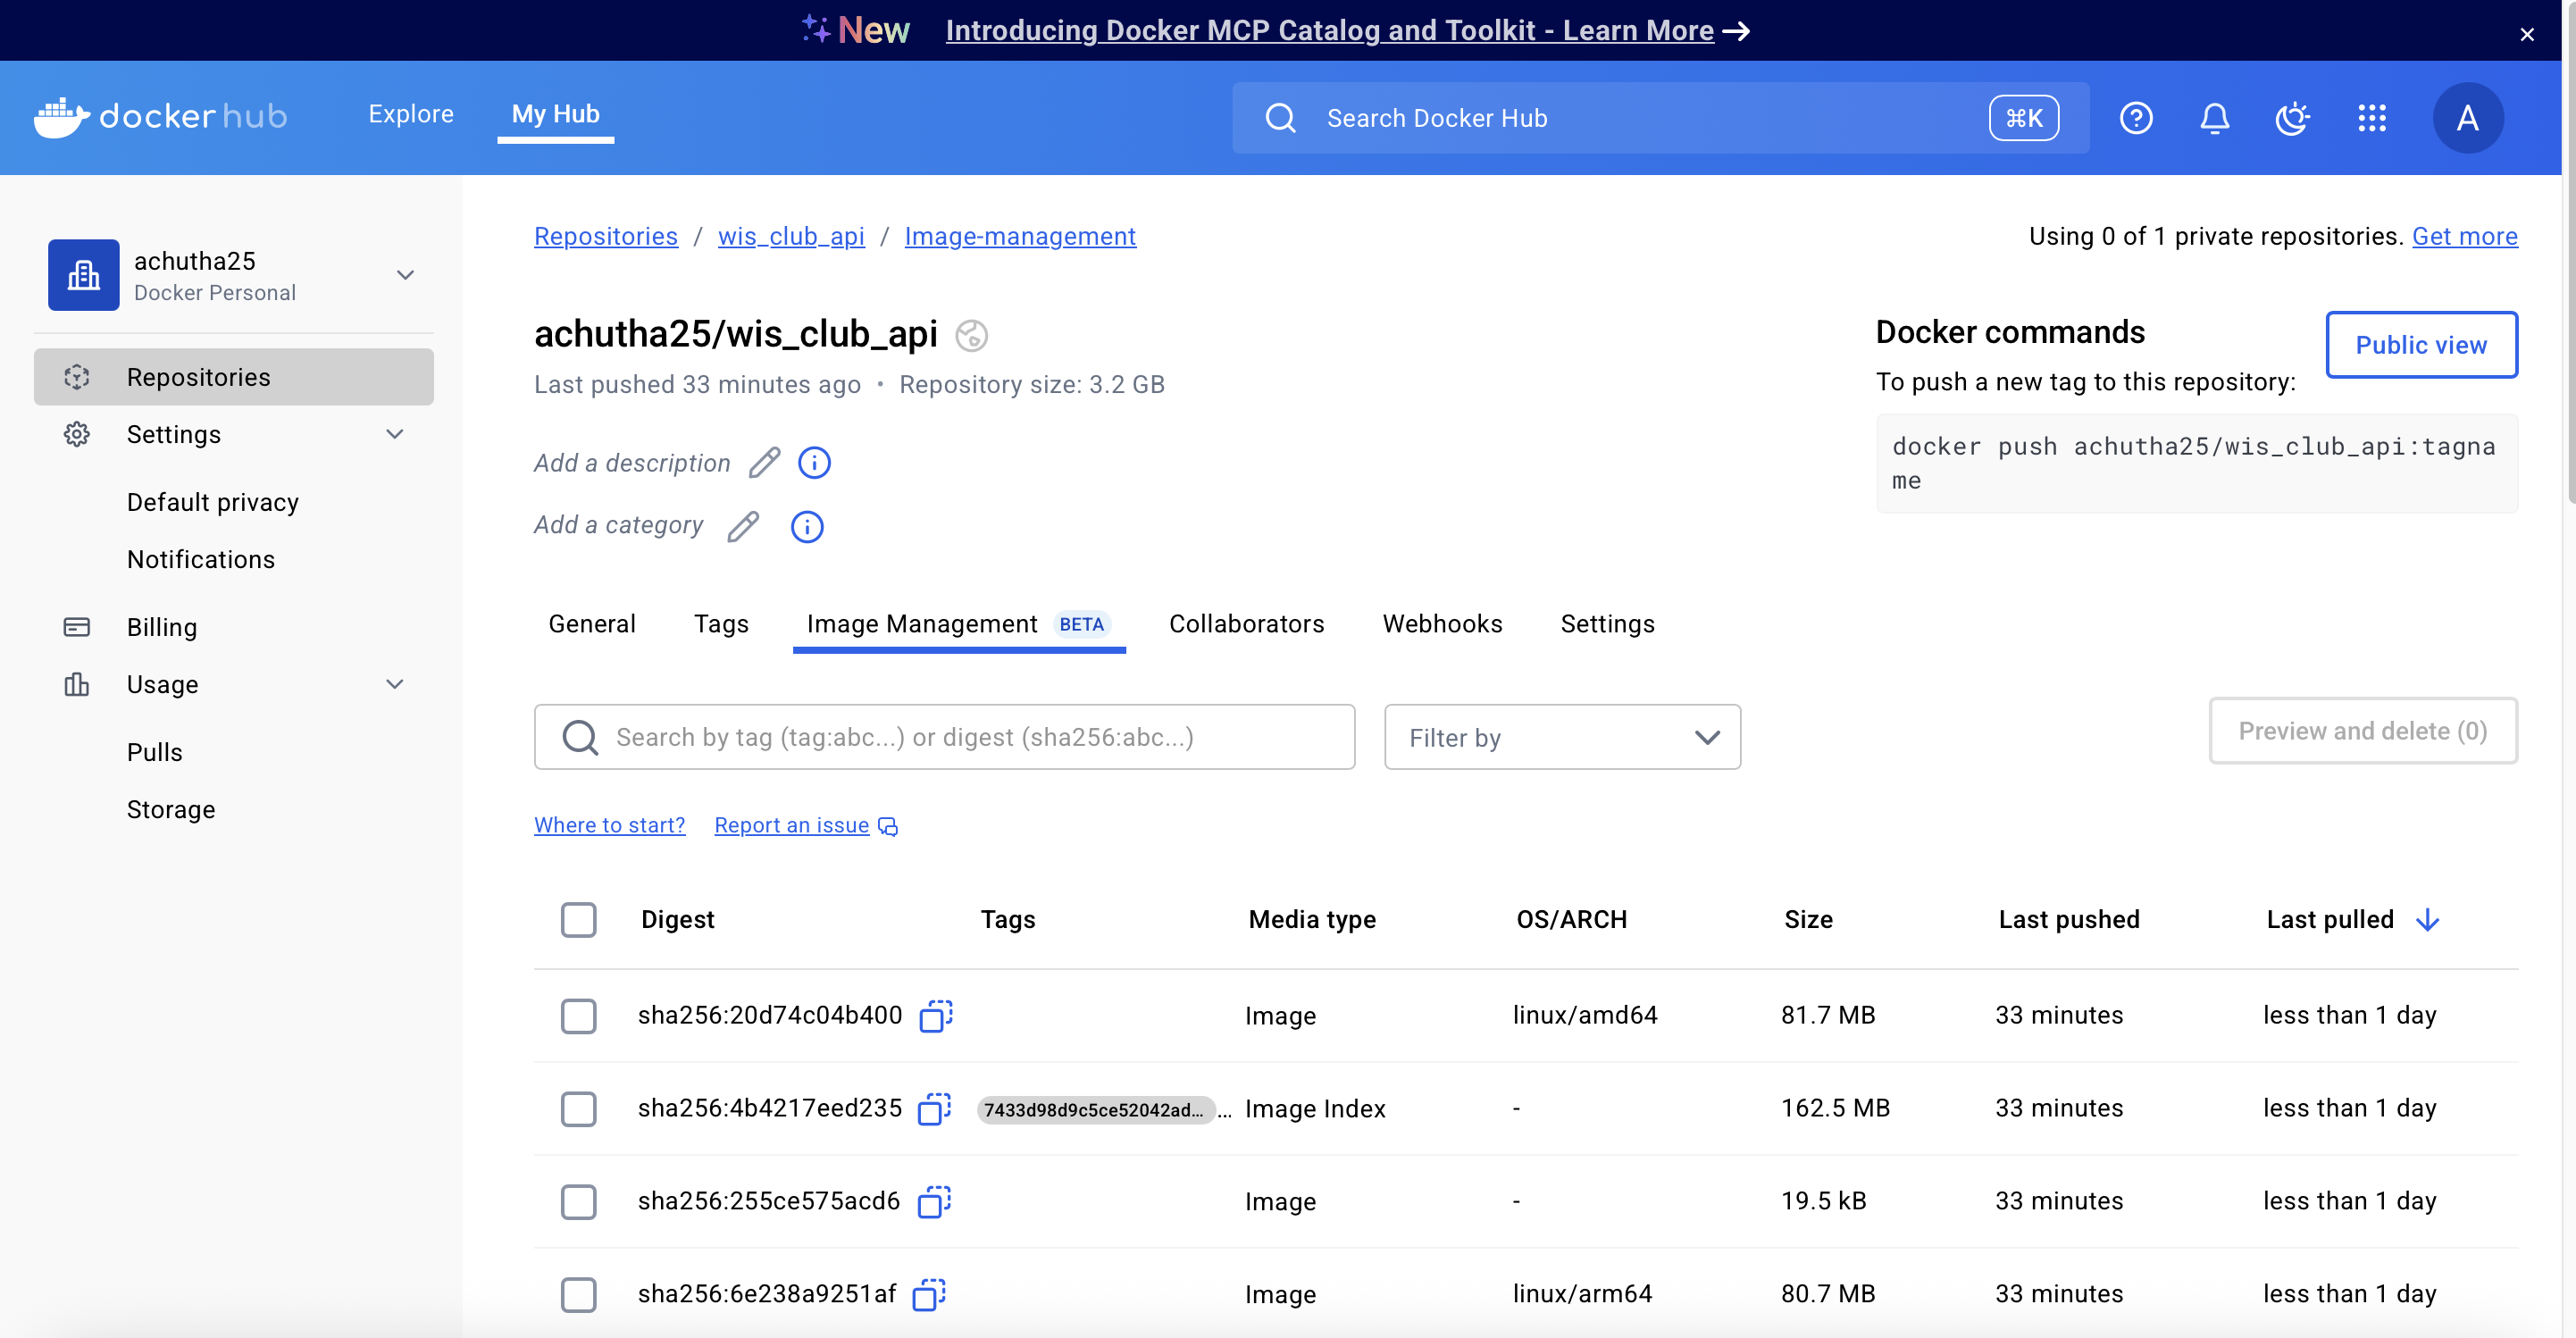 New Introducing Docker MCP Catalog and Toolkit - Learn More
docker hub
Explore
My Hub
Search Docker Hub
⌘K
A
achutha25
Docker Personal
Repositories
Settings
Default privacy
Notifications
Billing
Usage
Pulls
Storage
Repositories / wis_club_api / Image-management
Using 0 of 1 private repositories. Get more
achutha25/wis_club_api
Last pushed 33 minutes ago • Repository size: 3.2 GB
Add a description
Add a category
Docker commands
Public view
To push a new tag to this repository:
docker push achutha25/wis_club_api:tagna
me
General Tags Image Management BETA Collaborators Webhooks Settings
Search by tag (tag:abc...) or digest (sha256:abc...)
Filter by
Preview and delete (0)
Where to start? Report an issue
Digest Tags Media type OS/ARCH Size Last pushed Last pulled
sha256:20d74c04b400 Image linux/amd64 81.7 MB 33 minutes less than 1 day
sha256:4b4217eed235 7433d98d9c5ce52042ad... ... Image Index - 162.5 MB 33 minutes less than 1 day
sha256:255ce575acd6 Image - 19.5 kB 33 minutes less than 1 day
sha256:6e238a9251af Image linux/arm64 80.7 MB 33 minutes less than 1 day